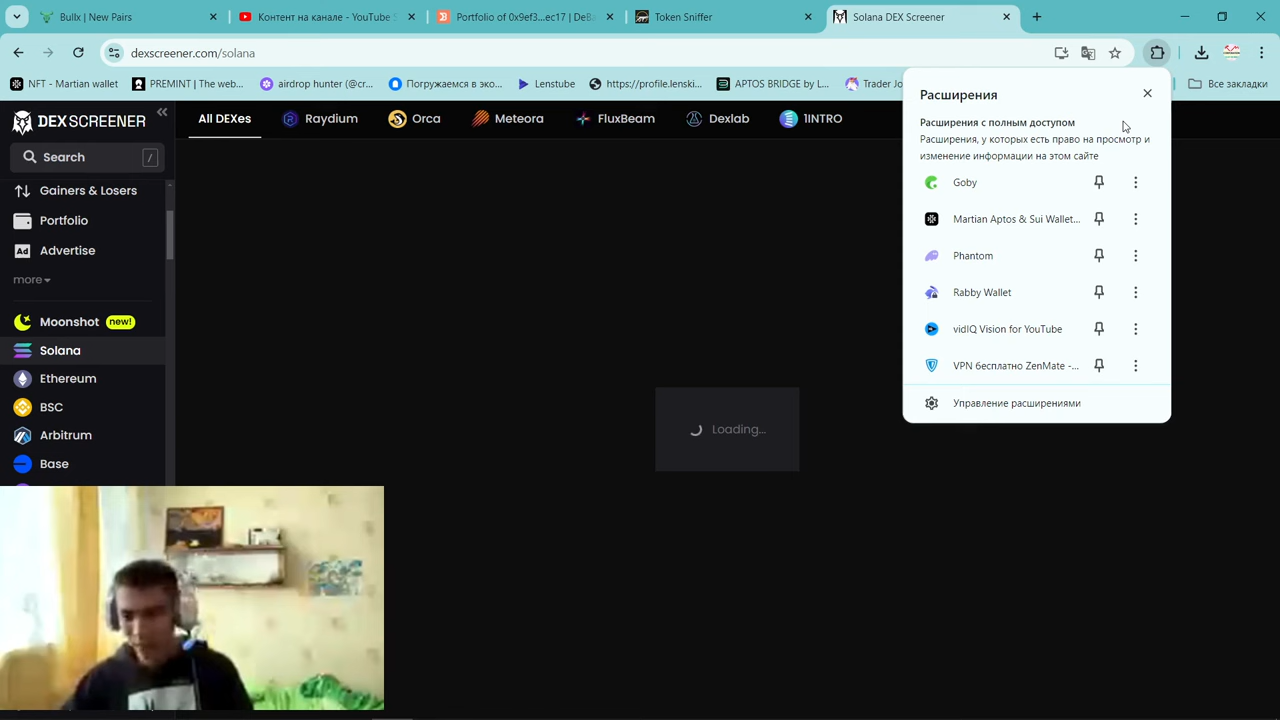 Bullx | New Pairs
Контент на канале - YouTube S
Portfolio of 0x9ef3...ec17 | DeBa
Token Sniffer
Solana DEX Screener
dexscreener.com/solana
NFT - Martian wallet
PREMINT | The web...
airdrop hunter (@cr...
Погружаемся в эко...
Lenstube
https://profile.lenski...
APTOS BRIDGE by L...
Trader Jo
Все закладки
DEXSCREENER
Search
/
Gainers & Losers
Portfolio
Ad
Advertise
more
Moonshot new!
Solana
Ethereum
BSC
Arbitrum
Base
All DEXes
Raydium
Orca
Meteora
FluxBeam
Dexlab
1INTRO
Loading...
Расширения
Расширения с полным доступом
Расширения, у которых есть право на просмотр и
изменение информации на этом сайте
Goby
Martian Aptos & Sui Wallet...
Phantom
Rabby Wallet
vidIQ Vision for YouTube
VPN бесплатно ZenMate -...
Управление расширениями